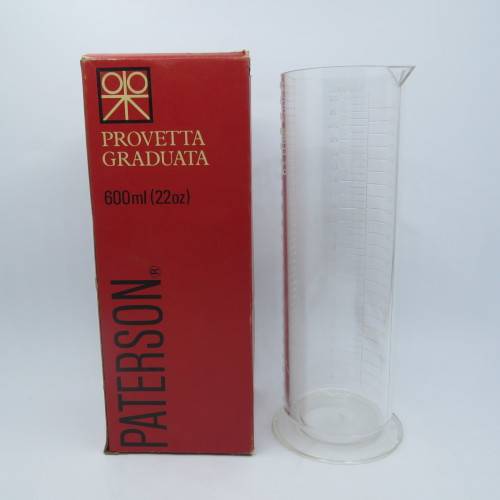 PROVETTA
GRADUATA
600ml (22oz)
PATERSON®